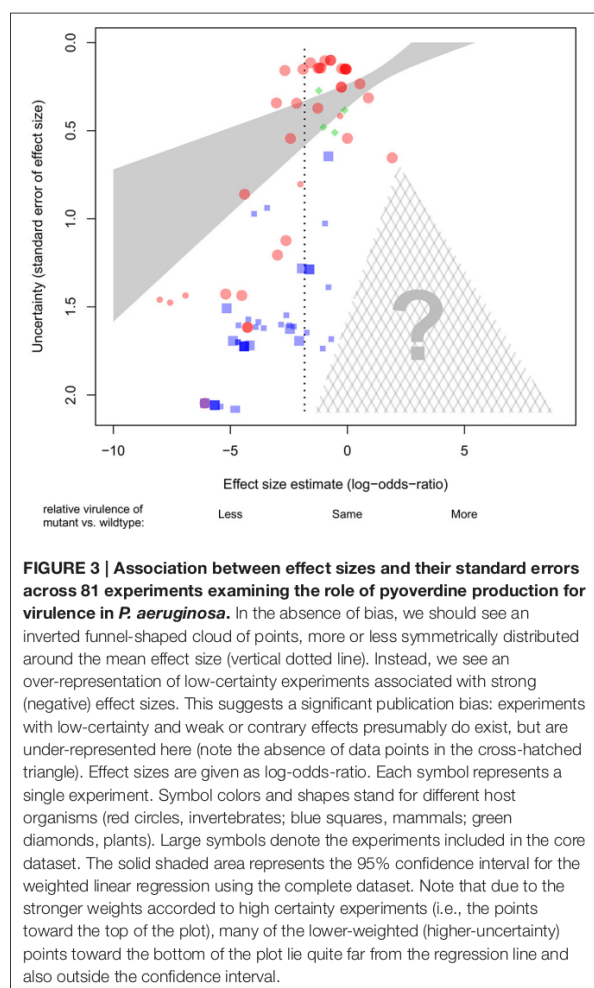 0.0
0.5
1.0
1.5
2.0
Uncertainty (standard error of effect size)
?
−10
−5
0
5
Effect size estimate (log−odds−ratio)
relative virulence of
mutant vs. wildtype:
Less
Same
More
FIGURE 3 | Association between effect sizes and their standard errors
across 81 experiments examining the role of pyoverdine production for
virulence in P. aeruginosa. In the absence of bias, we should see an
inverted funnel-shaped cloud of points, more or less symmetrically distributed
around the mean effect size (vertical dotted line). Instead, we see an
over-representation of low-certainty experiments associated with strong
(negative) effect sizes. This suggests a significant publication bias: experiments
with low-certainty and weak or contrary effects presumably do exist, but are
under-represented here (note the absence of data points in the cross-hatched
triangle). Effect sizes are given as log-odds-ratio. Each symbol represents a
single experiment. Symbol colors and shapes stand for different host
organisms (red circles, invertebrates; blue squares, mammals; green
diamonds, plants). Large symbols denote the experiments included in the core
dataset. The solid shaded area represents the 95% confidence interval for the
weighted linear regression using the complete dataset. Note that due to the
stronger weights accorded to high certainty experiments (i.e., the points
toward the top of the plot), many of the lower-weighted (higher-uncertainty)
points toward the bottom of the plot lie quite far from the regression line and
also outside the confidence interval.